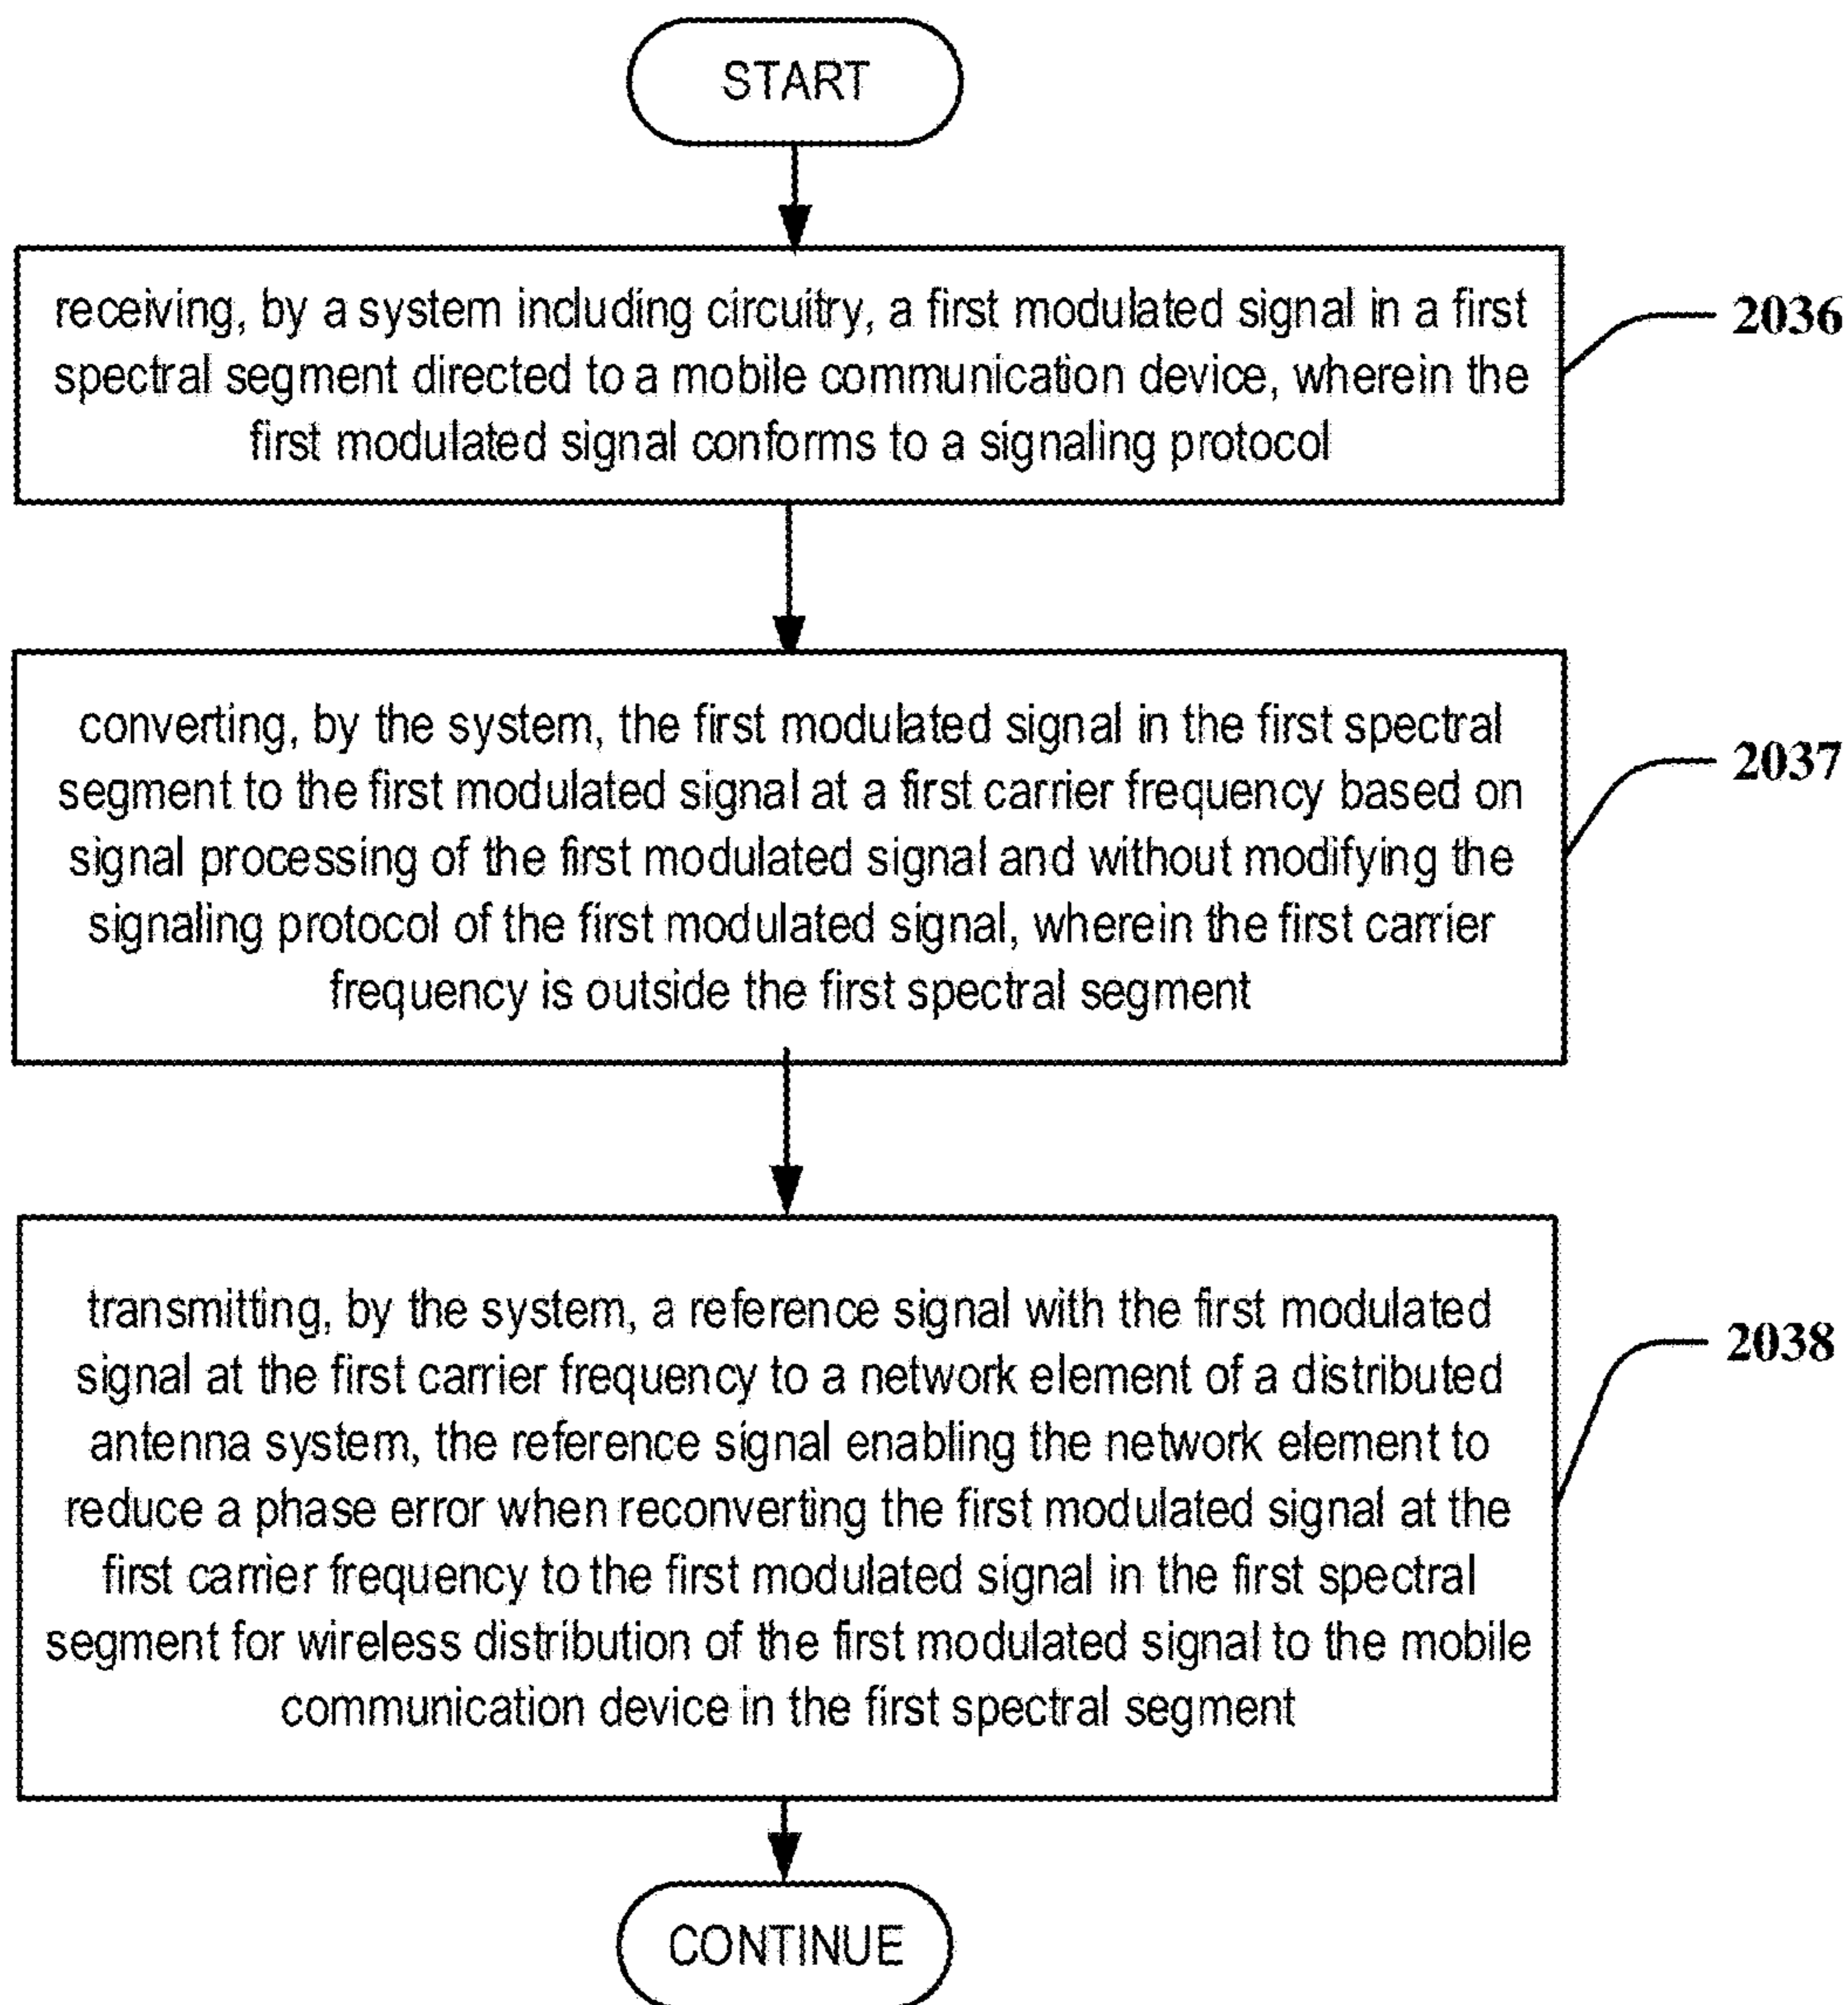 START
receiving, by a system including circuitry, a first modulated signal in a first
spectral segment directed to a mobile communication device, wherein the
first modulated signal conforms to a signaling protocol
2036
converting, by the system, the first modulated signal in the first spectral
segment to the first modulated signal at a first carrier frequency based on
signal processing of the first modulated signal and without modifying the
signaling protocol of the first modulated signal, wherein the first carrier
frequency is outside the first spectral segment
2037
transmitting, by the system, a reference signal with the first modulated
signal at the first carrier frequency to a network element of a distributed
antenna system, the reference signal enabling the network element to
reduce a phase error when reconverting the first modulated signal at the
first carrier frequency to the first modulated signal in the first spectral
segment for wireless distribution of the first modulated signal to the mobile
communication device in the first spectral segment
2038
CONTINUE